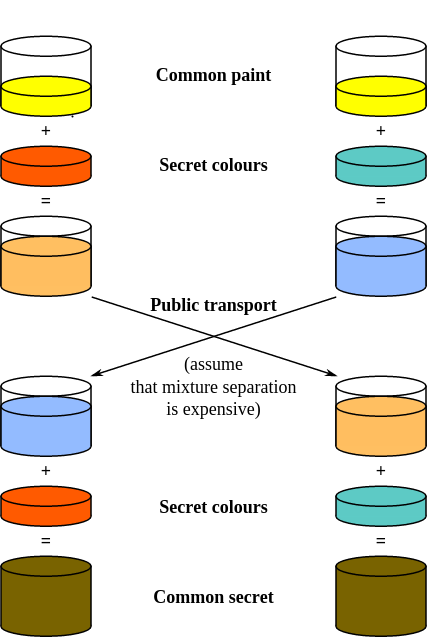 Common paint
+ +
Secret colours
= =
Public transport
(assume
that mixture separation
is expensive)
+ +
Secret colours
= =
Common secret